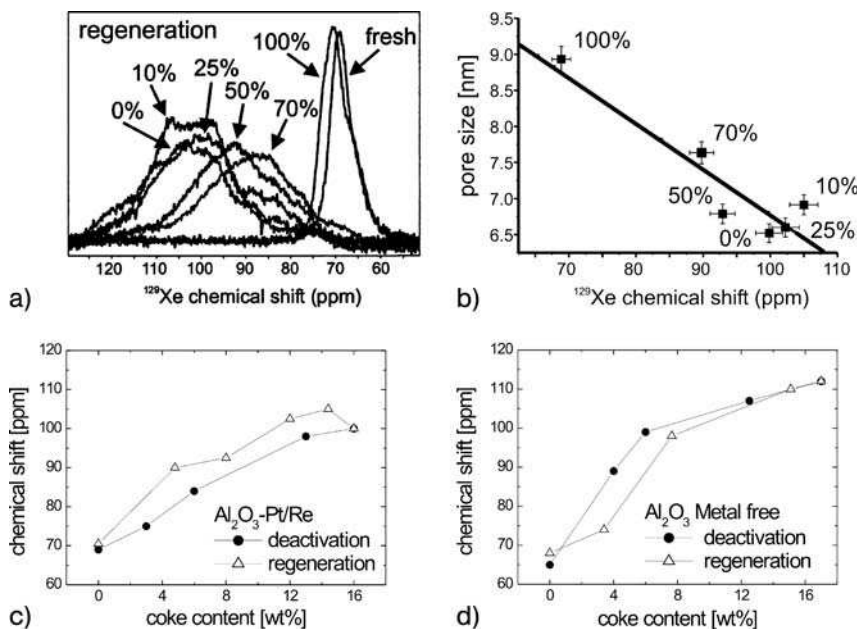 regeneration
100%
fresh
10%
25%
50%
0%
70%
120 100 80 70 60
¹²⁹Xe chemical shift (ppm)
a)
9.5
9.0
8.5
8.0
7.5
7.0
6.5
pore size [nm]
100%
70%
10%
50%
0%
25%
70 80 90 100 110
¹²⁹Xe chemical shift (ppm)
b)
120
110
100
90
80
70
60
chemical shift [ppm]
Al₂O₃-Pt/Re
deactivation
regeneration
0 4 8 12 16
coke content [wt%]
c)
120
110
100
90
80
70
60
chemical shift [ppm]
Al₂O₃ Metal free
deactivation
regeneration
0 4 8 12 16
coke content [wt%]
d)